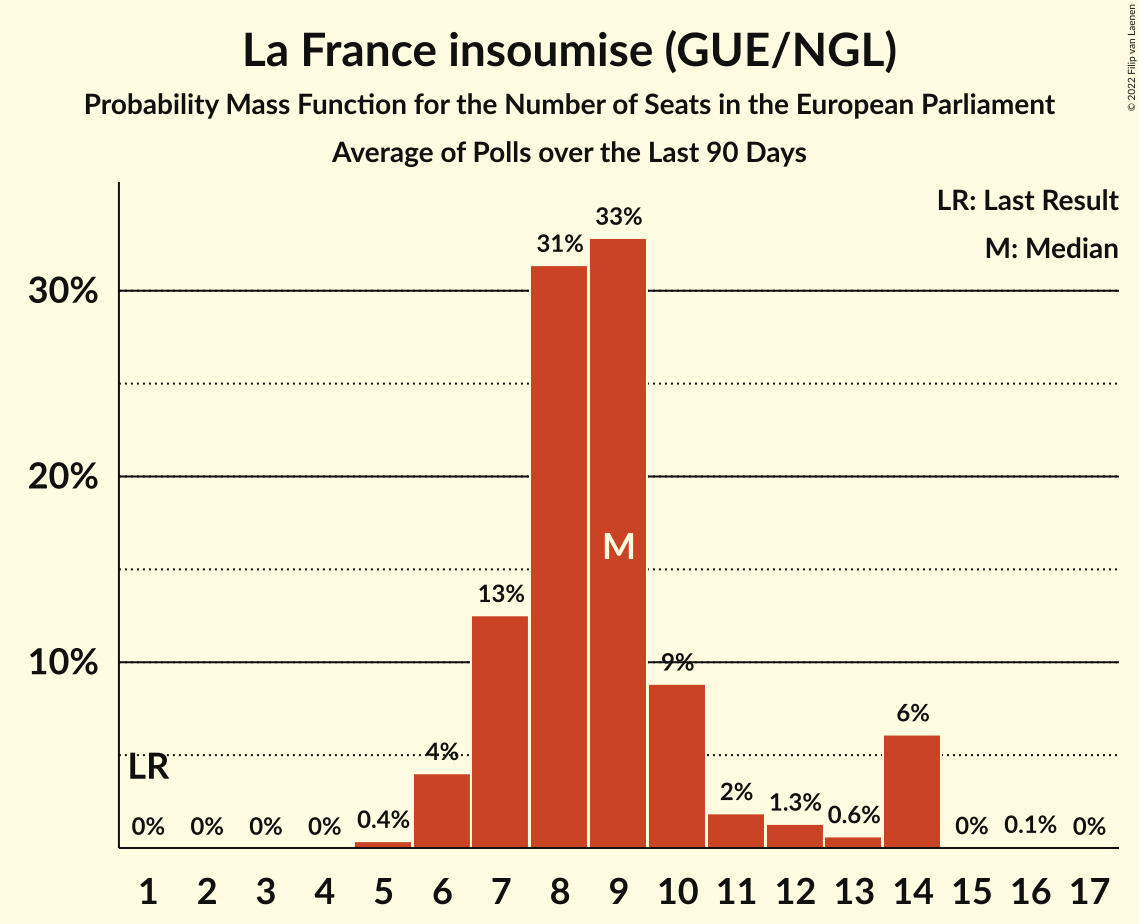 La France insoumise (GUE/NGL)
Probability Mass Function for the Number of Seats in the European Parliament
Average of Polls over the Last 90 Days
© 2022 Filip van Laenen
LR: Last Result
M: Median
33%
31%
30%
20%
M
13%
10%
9%
6%
4%
LR
2%
1.3%
0.6%
0.4%
0% 0% 0% 0% 0% 0.1% 0%
1 2 3 4 5 6 7 8 9 10 11 12 13 14 15 16 17